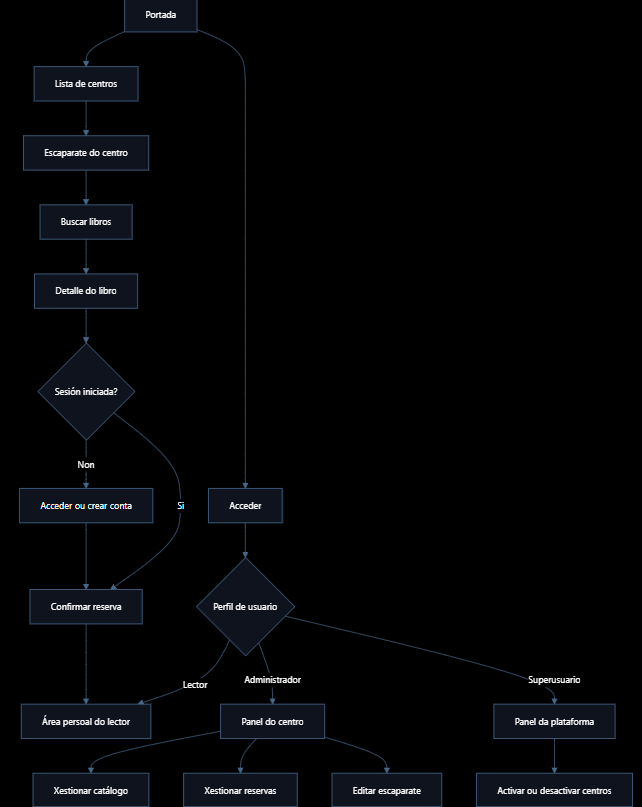 Portada
Lista de centros
Escaparate do centro
Buscar libros
Detalle do libro
Sesión iniciada?
Non
Si
Acceder ou crear conta
Acceder
Confirmar reserva
Perfil de usuario
Lector
Administrador
Superusuario
Área persoal do lector
Panel do centro
Panel da plataforma
Xestionar catálogo
Xestionar reservas
Editar escaparate
Activar ou desactivar centros